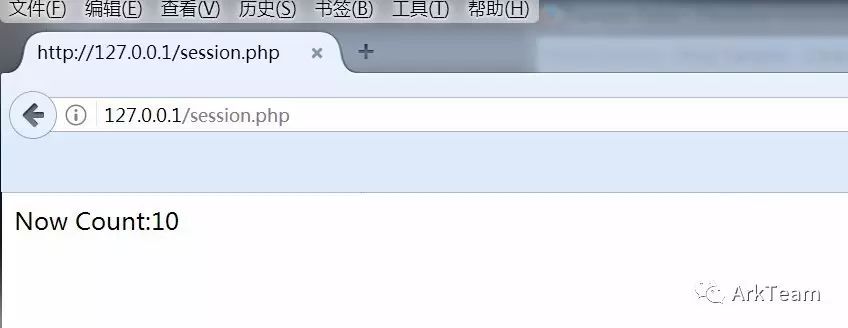 文件(F) 编辑(E) 查看(V) 历史(S) 书签(B) 工具(T) 帮助(H)
http://127.0.0.1/session.php × +
127.0.0.1/session.php
Now Count:10
ArkTeam